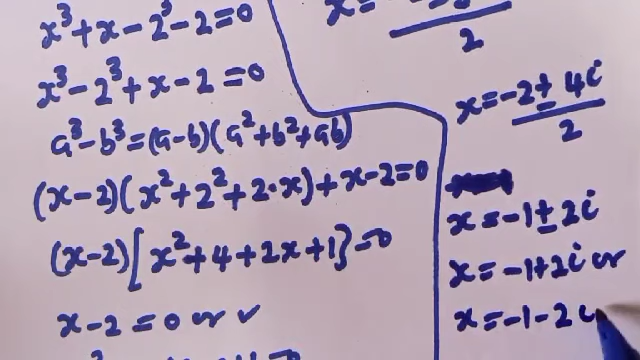 x³+x-2³-2=0
x³-2³+x-2=0
a³-b³=(a-b)(a²+b²+ab)
(x-2)(x²+2²+2·x)+x-2=0
(x-2)[x²+4+2x+1}=0
x-2=0 or ✓
2
x=-2±4i
2
x=-1±2i
x=-1+2i or
x=-1-2i